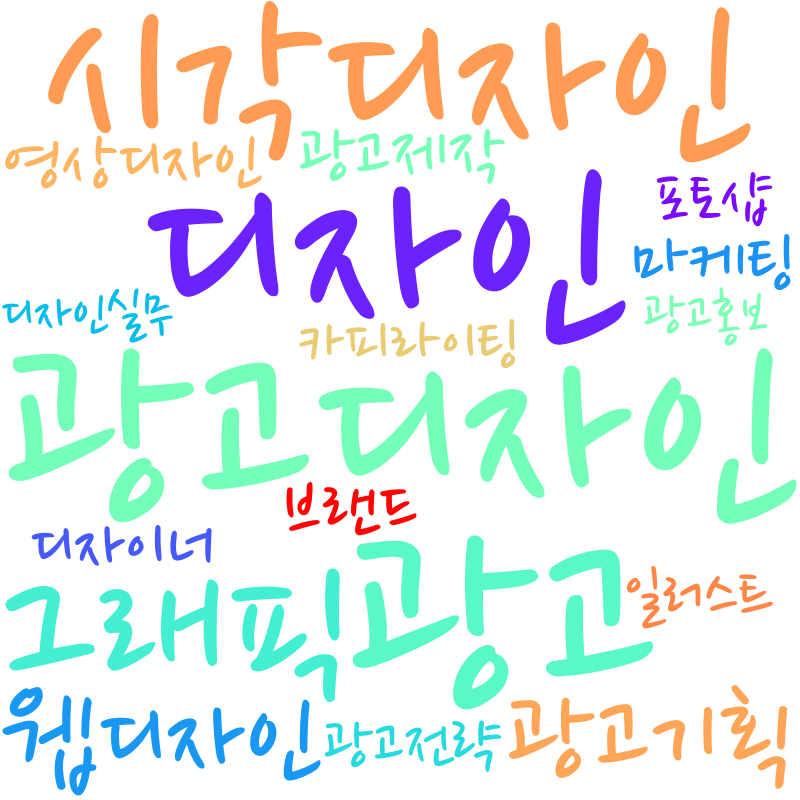 시각디자인
영상디자인
광고제작
디자인
포토샵
마케팅
디자인실무
카피라이팅
광고홍보
광고디자인
브랜드
디자이너
그래픽
광고
일러스트
웹디자인
광고전략
광고기획